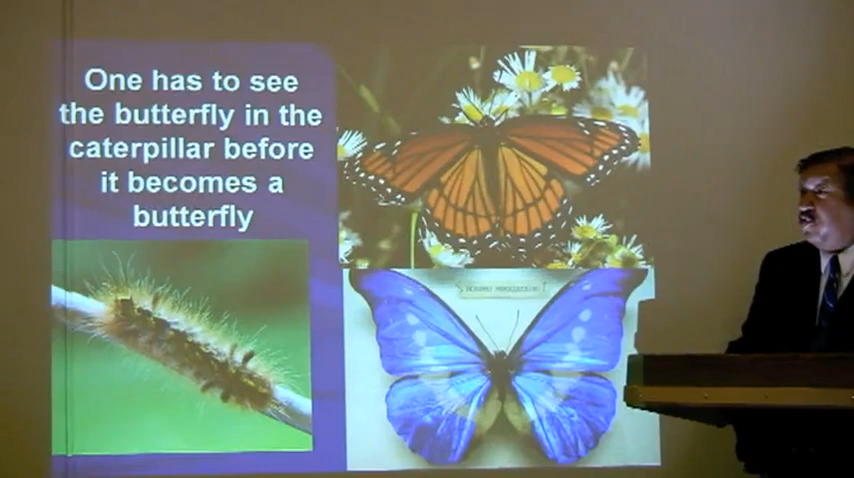 One has to see
the butterfly in the
caterpillar before
it becomes a
butterfly